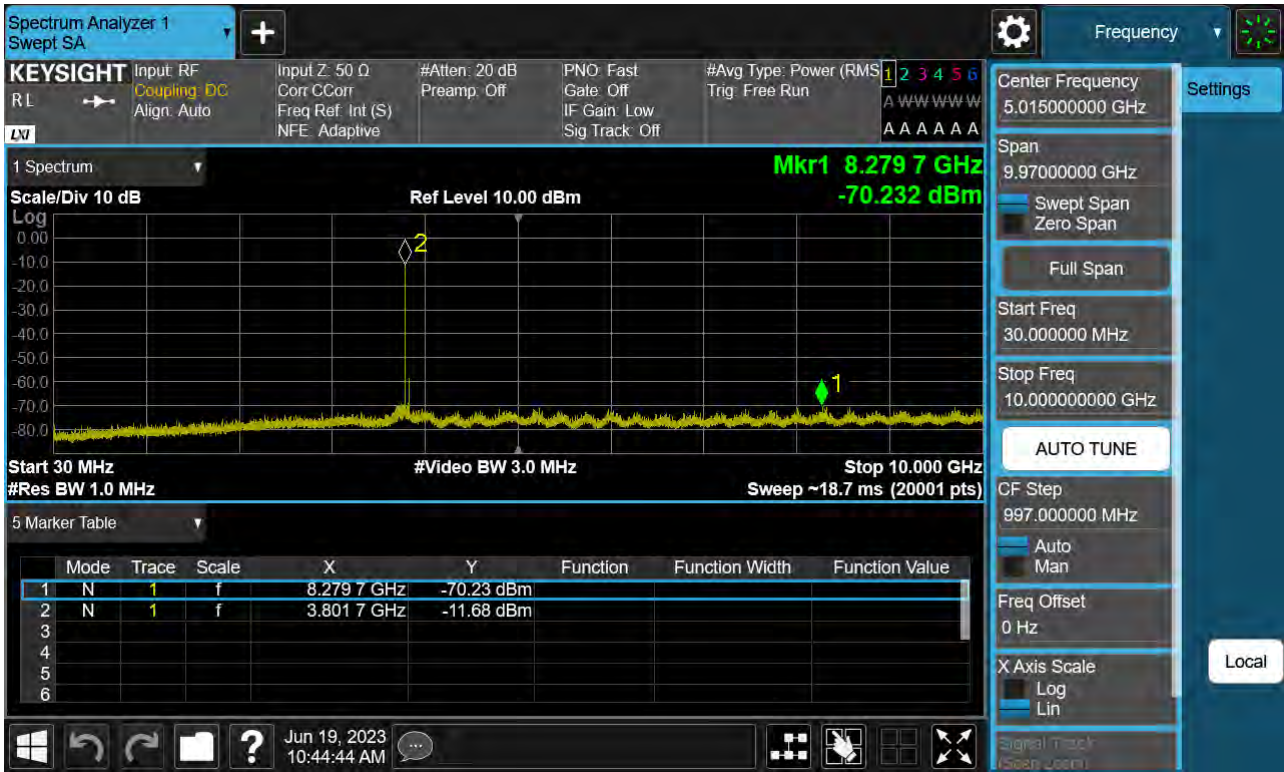 Spectrum Analyzer 1
Swept SA
Frequency
KEYSIGHT
RL
LXI
Input: RF
Coupling: DC
Align: Auto
Input Z: 50 Ω
Corr CCorr
Freq Ref: Int (S)
NFE: Adaptive
#Atten: 20 dB
Preamp: Off
PNO: Fast
Gate: Off
IF Gain: Low
Sig Track: Off
#Avg Type: Power (RMS
Trig: Free Run
1 2 3 4 5 6
A W W W W W
A A A A A A
1 Spectrum
Mkr1 8.279 7 GHz
-70.232 dBm
Scale/Div 10 dB
Ref Level 10.00 dBm
Log
0.00
-10.0
-20.0
-30.0
-40.0
-50.0
-60.0
-70.0
-80.0
2
1
Start 30 MHz
#Video BW 3.0 MHz
Stop 10.000 GHz
#Res BW 1.0 MHz
Sweep ~18.7 ms (20001 pts)
5 Marker Table
Mode Trace Scale X Y Function Function Width Function Value
1 N 1 f 8.279 7 GHz -70.23 dBm
2 N 1 f 3.801 7 GHz -11.68 dBm
3
4
5
6
Jun 19, 2023
10:44:44 AM
Center Frequency
5.015000000 GHz
Span
9.97000000 GHz
Swept Span
Zero Span
Full Span
Start Freq
30.000000 MHz
Stop Freq
10.000000000 GHz
AUTO TUNE
CF Step
997.000000 MHz
Auto
Man
Freq Offset
0 Hz
X Axis Scale
Log
Lin
Signal Track
(Span Zoom)
Settings
Local